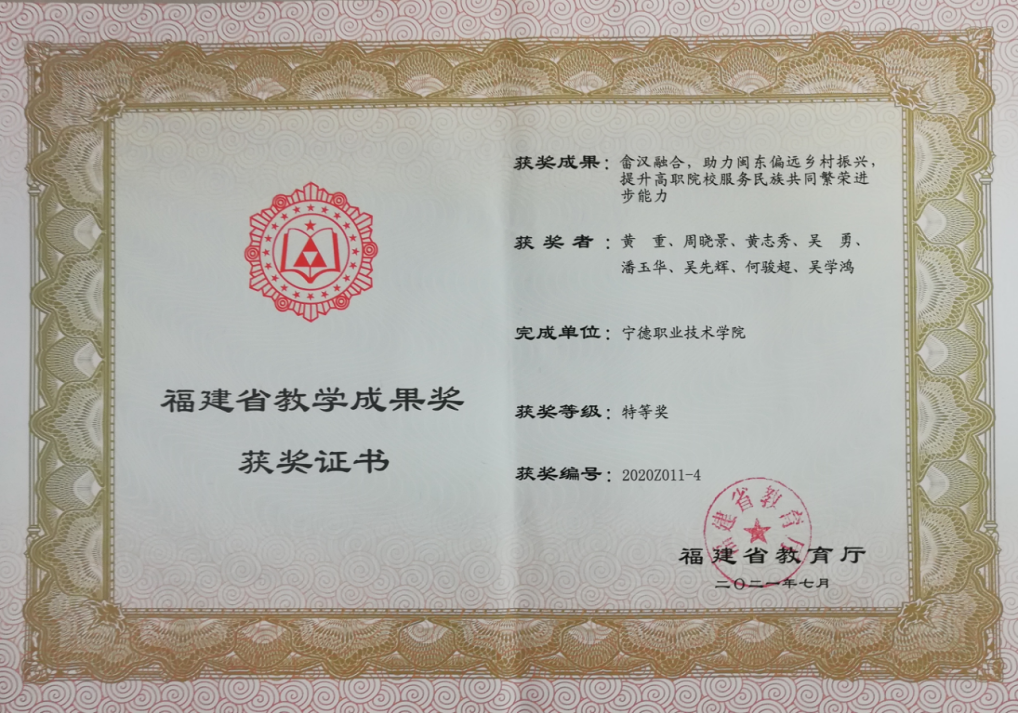 福建省教学成果奖
获奖证书
获奖成果：畲汉融合，助力闽东偏远乡村振兴，
提升高职院校服务民族共同繁荣进
步能力
获奖者：黄　重、周晓景、黄志秀、吴　勇、
潘玉华、吴先辉、何骏超、吴学鸿
完成单位：宁德职业技术学院
获奖等级：特等奖
获奖编号：2020Z011-4
福建省教育厅
福建省教育厅
二〇二一年七月